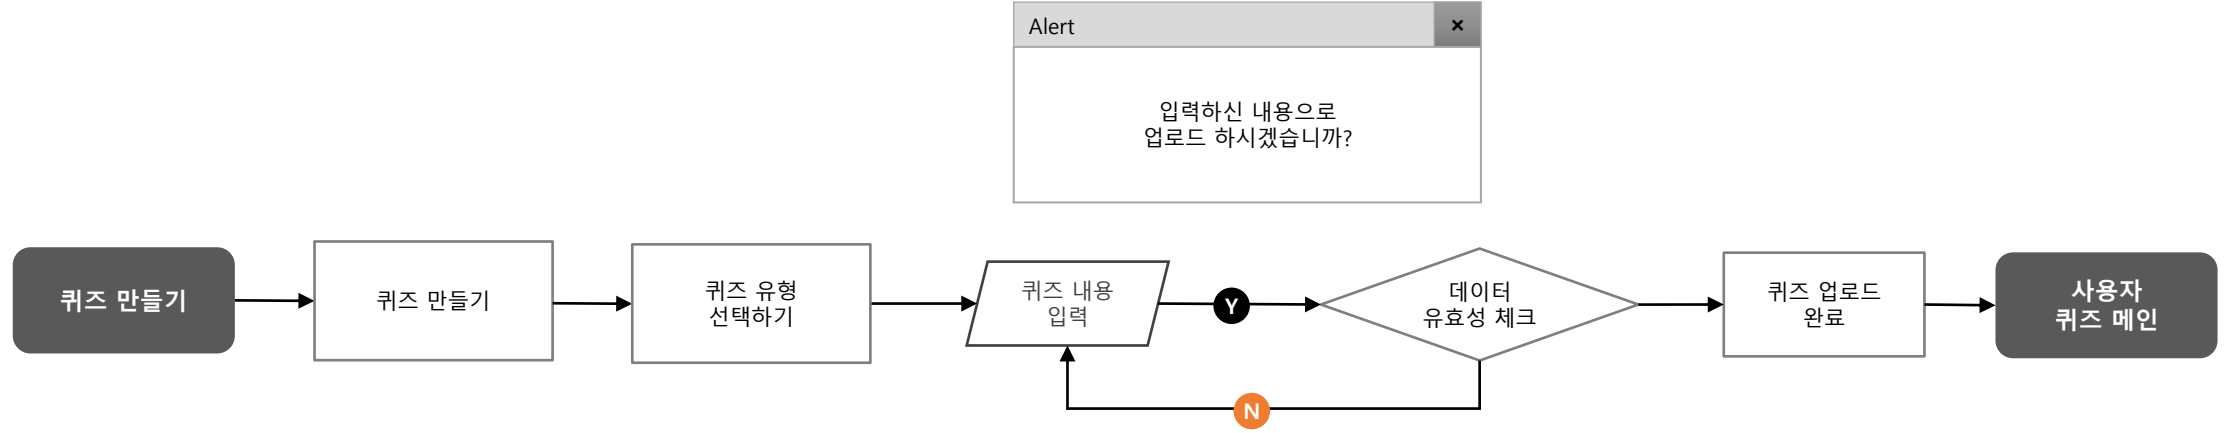 Alert
×
입력하신 내용으로
업로드 하시겠습니까?
퀴즈 만들기
퀴즈 만들기
퀴즈 유형
선택하기
퀴즈 내용
입력
Y
데이터
유효성 체크
퀴즈 업로드
완료
사용자
퀴즈 메인
N